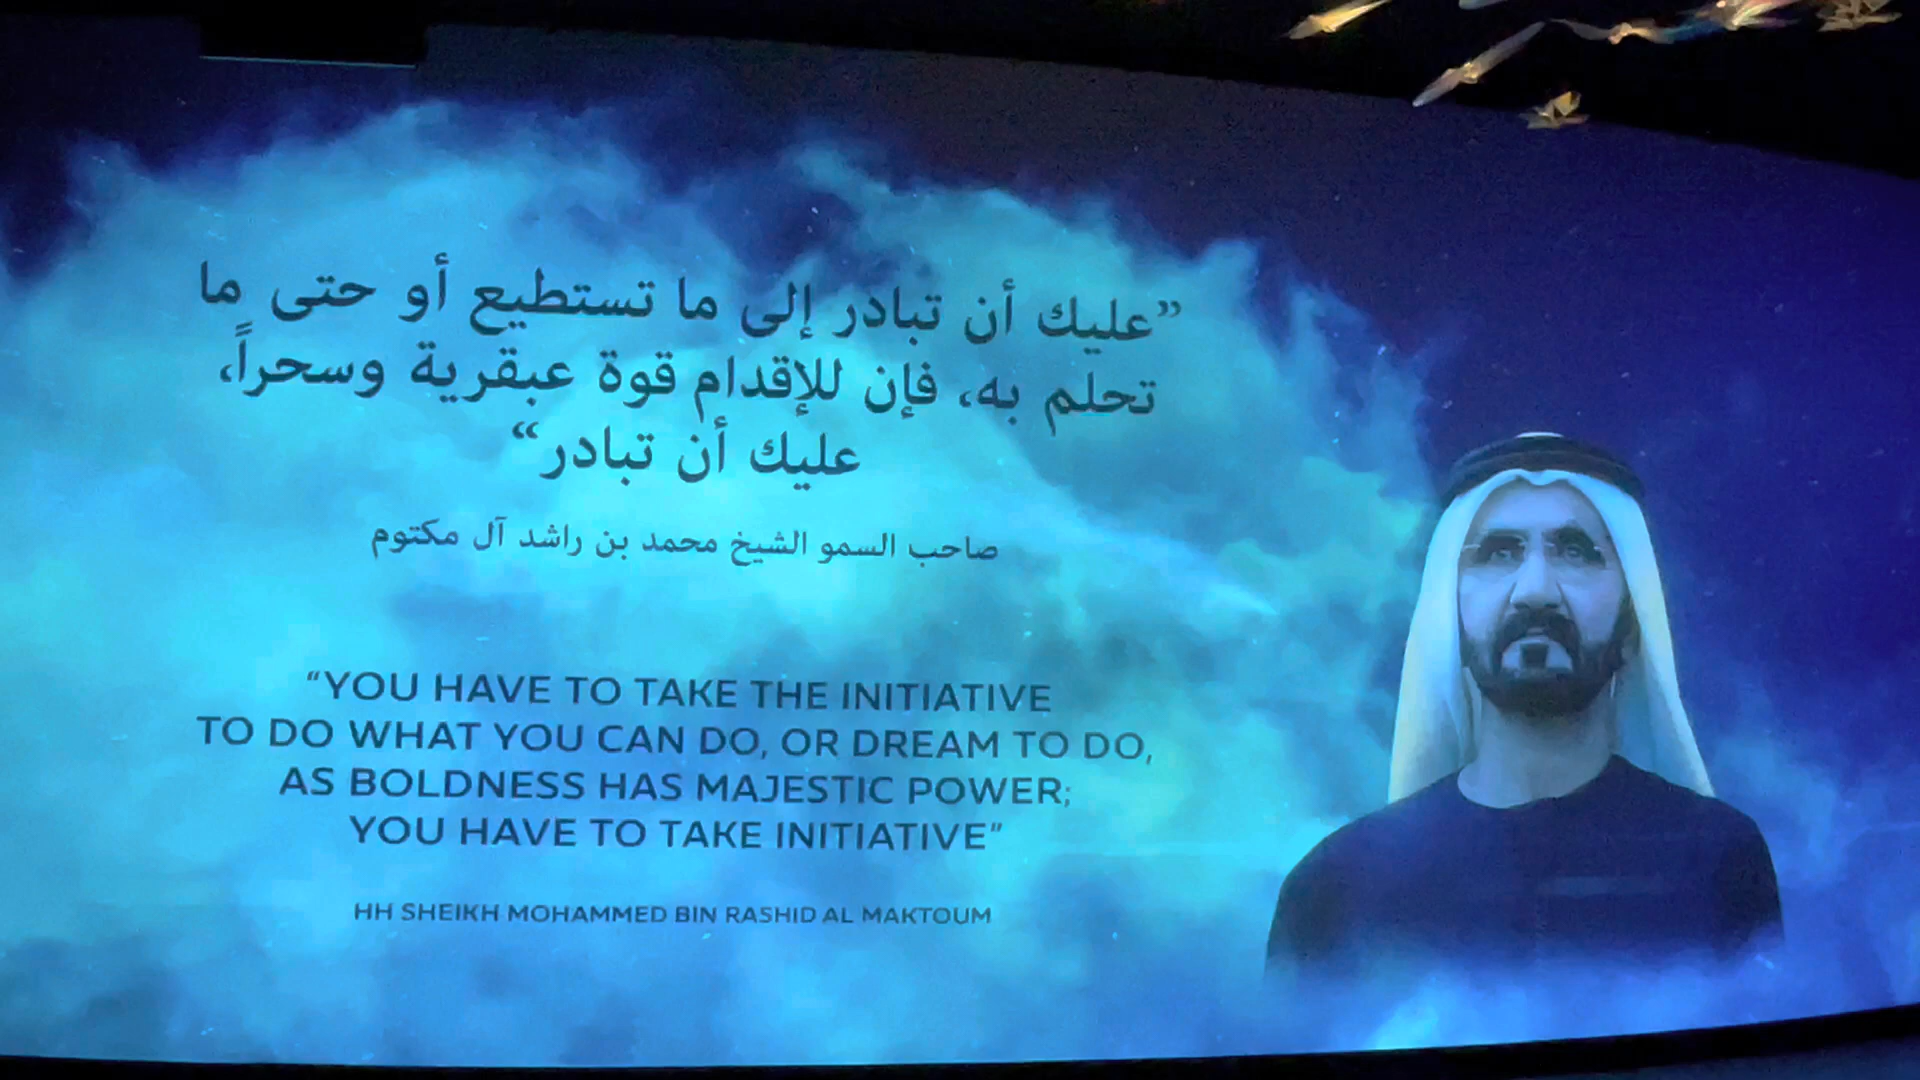 ”عليك أن تبادر إلى ما تستطيع أو حتى ما
تحلم به، فإن للإقدام قوة عبقرية وسحراً،
عليك أن تبادر“
صاحب السمو الشيخ محمد بن راشد آل مكتوم
“YOU HAVE TO TAKE THE INITIATIVE
TO DO WHAT YOU CAN DO, OR DREAM TO DO,
AS BOLDNESS HAS MAJESTIC POWER;
YOU HAVE TO TAKE INITIATIVE”
HH SHEIKH MOHAMMED BIN RASHID AL MAKTOUM